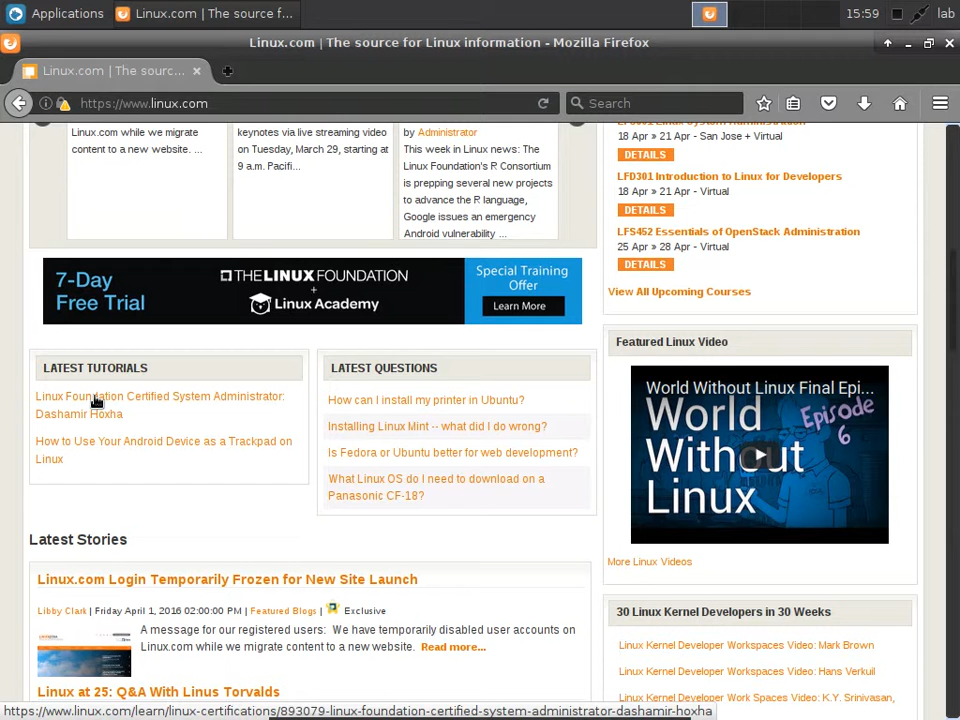 Applications
Linux.com | The source f...
15:59
lab
Linux.com | The source for Linux information - Mozilla Firefox
Linux.com | The sourc...
https://www.linux.com
Search
Linux.com while we migrate
content to a new website. ...
keynotes via live streaming video
on Tuesday, March 29, starting at
9 a.m. Pacifi...
by Administrator
This week in Linux news: The
Linux Foundation's R Consortium
is prepping several new projects
to advance the R language,
Google issues an emergency
Android vulnerability ...
18 Apr » 21 Apr - San Jose + Virtual
DETAILS
LFD301 Introduction to Linux for Developers
18 Apr » 21 Apr - Virtual
DETAILS
LFS452 Essentials of OpenStack Administration
25 Apr » 28 Apr - Virtual
DETAILS
View All Upcoming Courses
7-Day
Free Trial
THE LINUX FOUNDATION
+
Linux Academy
Special Training
Offer
Learn More
LATEST TUTORIALS
Linux Foundation Certified System Administrator:
Dashamir Hoxha
How to Use Your Android Device as a Trackpad on
Linux
LATEST QUESTIONS
How can I install my printer in Ubuntu?
Installing Linux Mint -- what did I do wrong?
Is Fedora or Ubuntu better for web development?
What Linux OS do I need to download on a
Panasonic CF-18?
Featured Linux Video
World Without Linux Final Epi...
World
Without
Linux
Episode
6
More Linux Videos
Latest Stories
Linux.com Login Temporarily Frozen for New Site Launch
Libby Clark | Friday April 1, 2016 02:00:00 PM | Featured Blogs | Exclusive
A message for our registered users: We have temporarily disabled user accounts on
Linux.com while we migrate content to a new website. Read more...
Linux at 25: Q&A With Linus Torvalds
30 Linux Kernel Developers in 30 Weeks
Linux Kernel Developer Workspaces Video: Mark Brown
Linux Kernel Developer Workspaces Video: Hans Verkuil
Linux Kernel Developer Work Spaces Video: K.Y. Srinivasan,
https://www.linux.com/learn/linux-certifications/893079-linux-foundation-certified-system-administrator-dashamir-hoxha